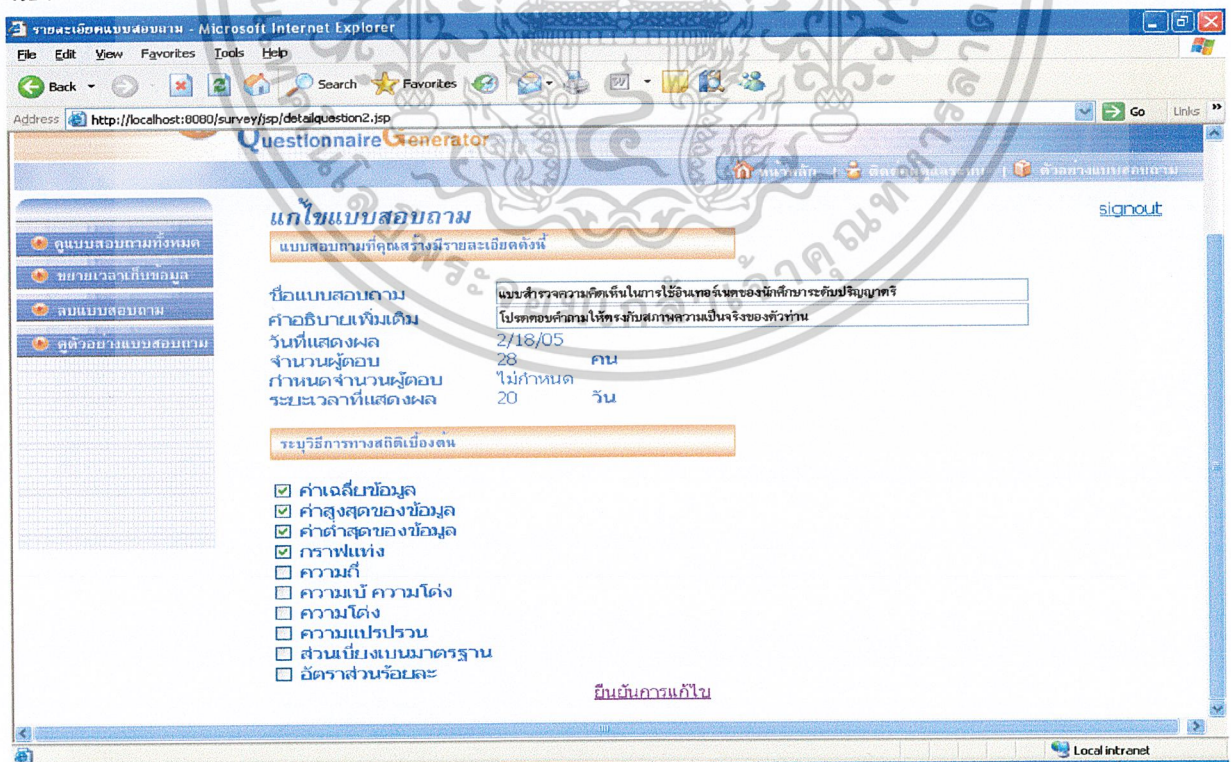 รายละเอียดแบบสอบถาม - Microsoft Internet Explorer
File Edit View Favorites Tools Help
Back Search Favorites
Address http://localhost:8080/survey/jsp/detailquestion2.jsp Go Links
QuestionnaireGenerator
หน้าหลัก | ติดต่อผู้ดูแลระบบ | ตัวอย่างแบบสอบถาม
signout
ดูแบบสอบถามทั้งหมด
ขยายเวลาเก็บข้อมูล
ลบแบบสอบถาม
ดูตัวอย่างแบบสอบถาม
แก้ไขแบบสอบถาม
แบบสอบถามที่คุณสร้างมีรายละเอียดดังนี้
ชื่อแบบสอบถาม แบบสำรวจความคิดเห็นในการใช้อินเทอร์เน็ตของนักศึกษาระดับปริญญาตรี
คำอธิบายเพิ่มเติม โปรดตอบคำถามให้ตรงกับสภาพความเป็นจริงของตัวท่าน
วันที่แสดงผล 2/18/05
จำนวนผู้ตอบ 28 คน
กำหนดจำนวนผู้ตอบ ไม่กำหนด
ระยะเวลาที่แสดงผล 20 วัน
ระบุวิธีการทางสถิติเบื้องต้น
ค่าเฉลี่ยข้อมูล
ค่าสูงสุดของข้อมูล
ค่าต่ำสุดของข้อมูล
กราฟแท่ง
ความถี่
ความเบ้ ความโด่ง
ความโด่ง
ความแปรปรวน
ส่วนเบี่ยงเบนมาตรฐาน
อัตราส่วนร้อยละ
ยืนยันการแก้ไข
Local intranet